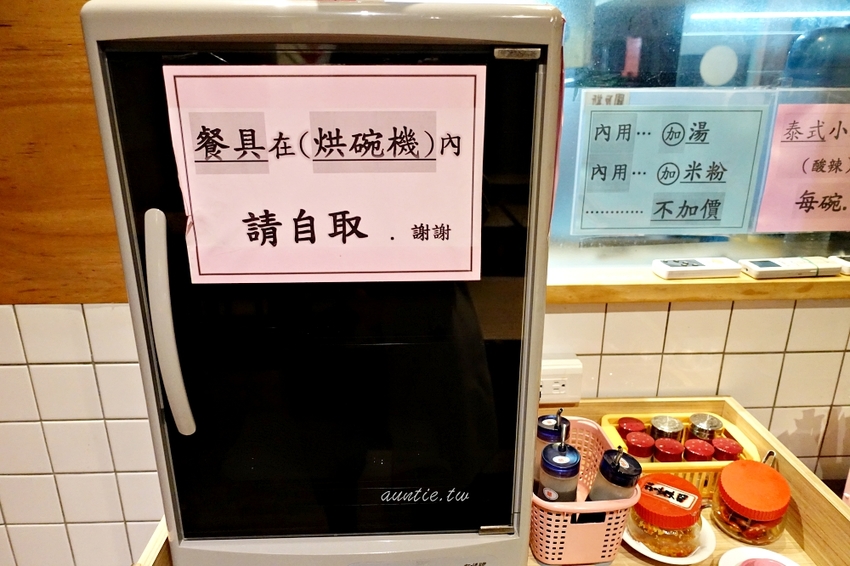 餐具在(烘碗機)內
請自取 . 謝謝
內用… 加湯
內用… 加米粉
………… 不加價
泰式小
(酸辣)
每碗.
auntie.tw